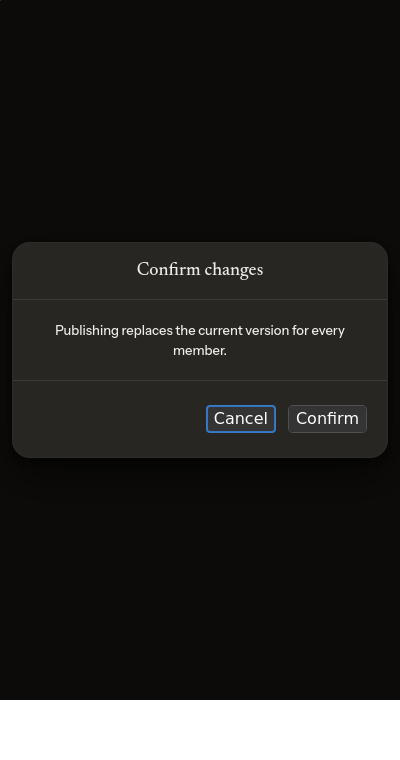 Confirm changes
Publishing replaces the current version for every
member.
Cancel
Confirm